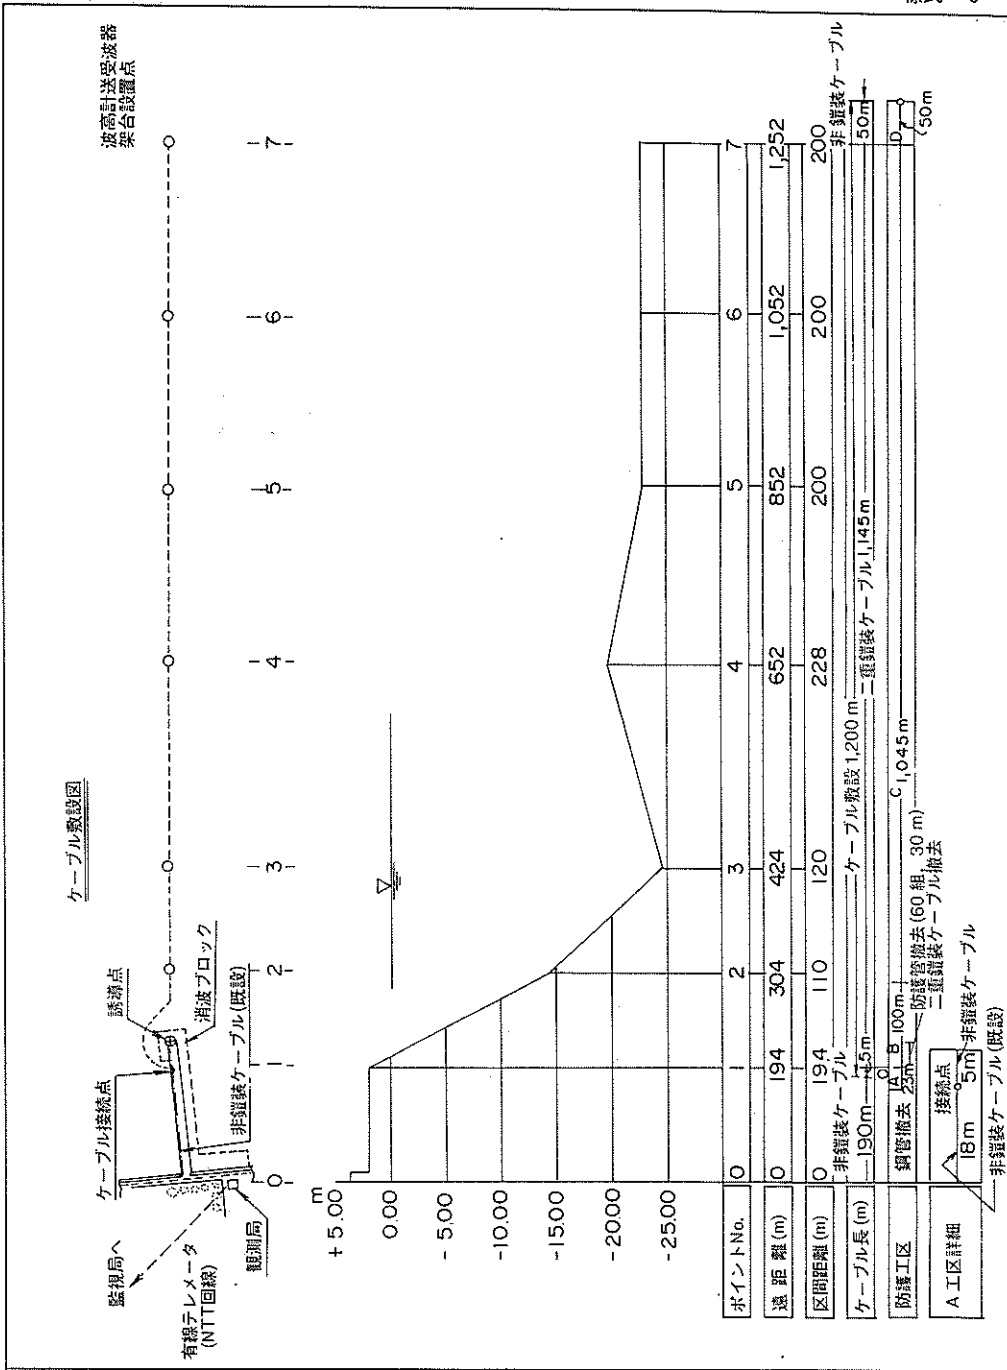 ケーブル敷設図
波高計送受波器
架台設置点
誘導点
消波ブロック
ケーブル接続点
非鎧装ケーブル(既設)
監視局へ
有線テレメータ
(NTT回線)
観測局
0 1 2 3 4 5 6 7
m
+5.00
0.00
-5.00
-10.00
-15.00
-20.00
-25.00
ポイントNo. 0 1 2 3 4 5 6 7
遠距離(m) 0 194 304 424 652 852 1,052 1,252
区間距離(m) 0 194 110 120 228 200 200 200
ケーブル長(m)
非鎧装ケーブル
190m
5m
ケーブル敷設 1,200m
二重鎧装ケーブル 1,145m
非鎧装ケーブル
50m
防護工区
鋼管撤去 23m
A B 100m
C 1,045m
D
50m
防護管撤去(60組, 30m)
二重鎧装ケーブル撤去
A工区詳細
接続点
18m 5m
非鎧装ケーブル
非鎧装ケーブル(既設)